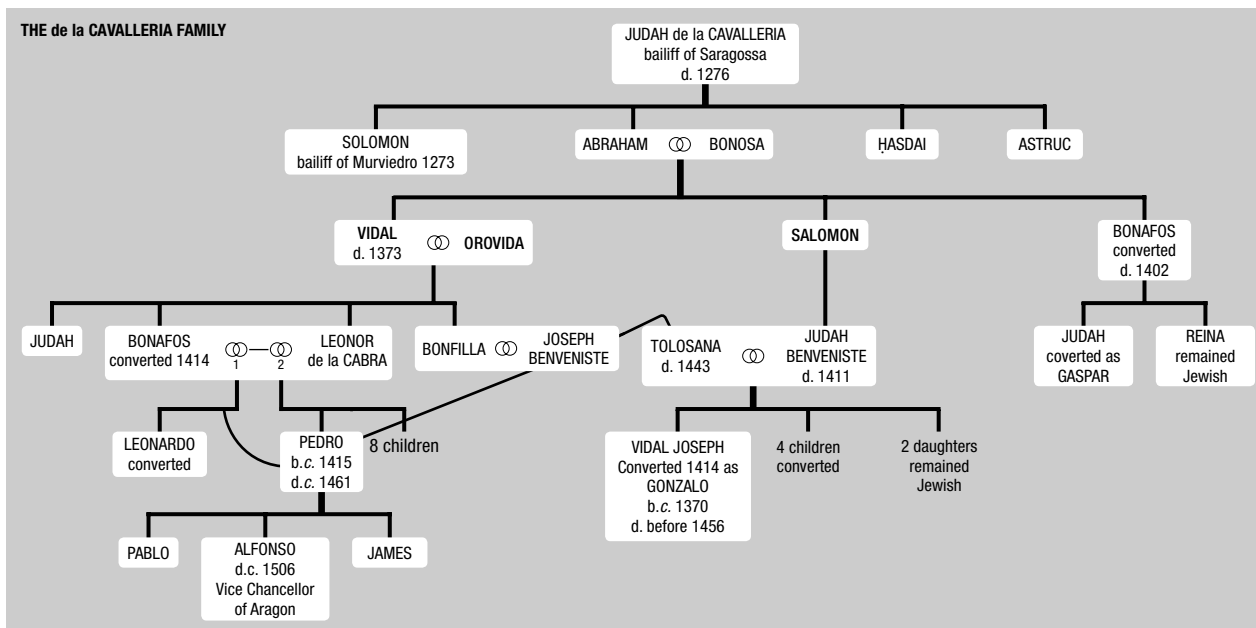 THE de la CAVALLERIA FAMILY
JUDAH de la CAVALLERIA
bailiff of Saragossa
d. 1276
SOLOMON
bailiff of Murviedro 1273
ABRAHAM
BONOSA
ḤASDAI
ASTRUC
VIDAL
d. 1373
OROVIDA
SALOMON
BONAFOS
converted
d. 1402
JUDAH
BONAFOS
converted 1414
1
2
LEONOR
de la CABRA
BONFILLA
JOSEPH
BENVENISTE
TOLOSANA
d. 1443
JUDAH
BENVENISTE
d. 1411
JUDAH
coverted as
GASPAR
REINA
remained
Jewish
LEONARDO
converted
PEDRO
b.c. 1415
d.c. 1461
8 children
VIDAL JOSEPH
Converted 1414 as
GONZALO
b.c. 1370
d. before 1456
4 children
converted
2 daughters
remained
Jewish
PABLO
ALFONSO
d.c. 1506
Vice Chancellor
of Aragon
JAMES